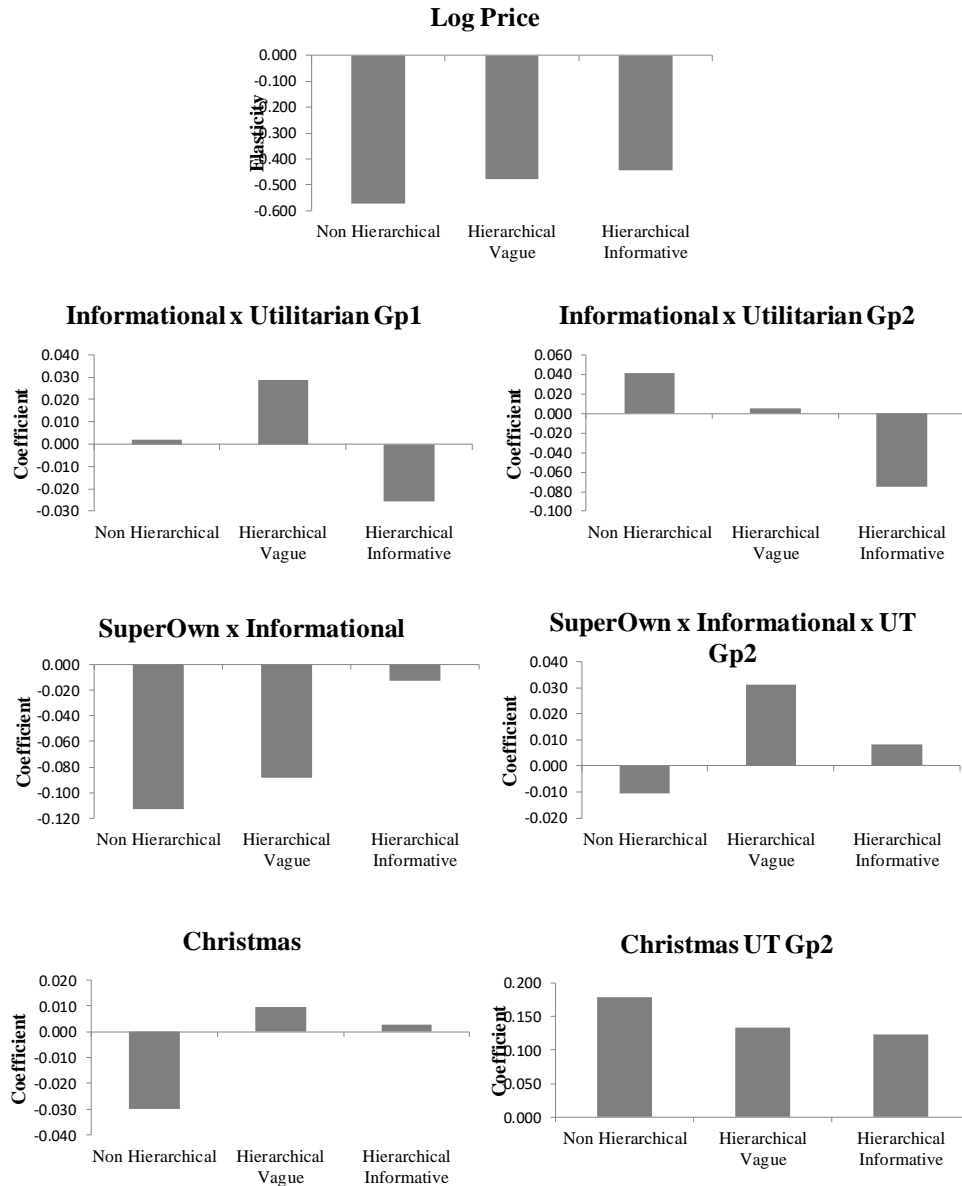 Log Price
0.000
-0.100
-0.200
-0.300
-0.400
-0.500
-0.600
Elasticity
Non Hierarchical
Hierarchical
Vague
Hierarchical
Informative
Informational x Utilitarian Gp1
0.040
0.030
0.020
0.010
0.000
-0.010
-0.020
-0.030
Coefficient
Non Hierarchical
Hierarchical
Vague
Hierarchical
Informative
Informational x Utilitarian Gp2
0.060
0.040
0.020
0.000
-0.020
-0.040
-0.060
-0.080
-0.100
Coefficient
Non Hierarchical
Hierarchical
Vague
Hierarchical
Informative
SuperOwn x Informational
0.000
-0.020
-0.040
-0.060
-0.080
-0.100
-0.120
Coefficient
Non Hierarchical
Hierarchical
Vague
Hierarchical
Informative
SuperOwn x Informational x UT
Gp2
0.040
0.030
0.020
0.010
0.000
-0.010
-0.020
Coefficient
Non Hierarchical
Hierarchical
Vague
Hierarchical
Informative
Christmas
0.020
0.010
0.000
-0.010
-0.020
-0.030
-0.040
Coefficient
Non Hierarchical
Hierarchical
Vague
Hierarchical
Informative
Christmas UT Gp2
0.200
0.150
0.100
0.050
0.000
Coefficient
Non Hierarchical
Hierarchical
Vague
Hierarchical
Informative